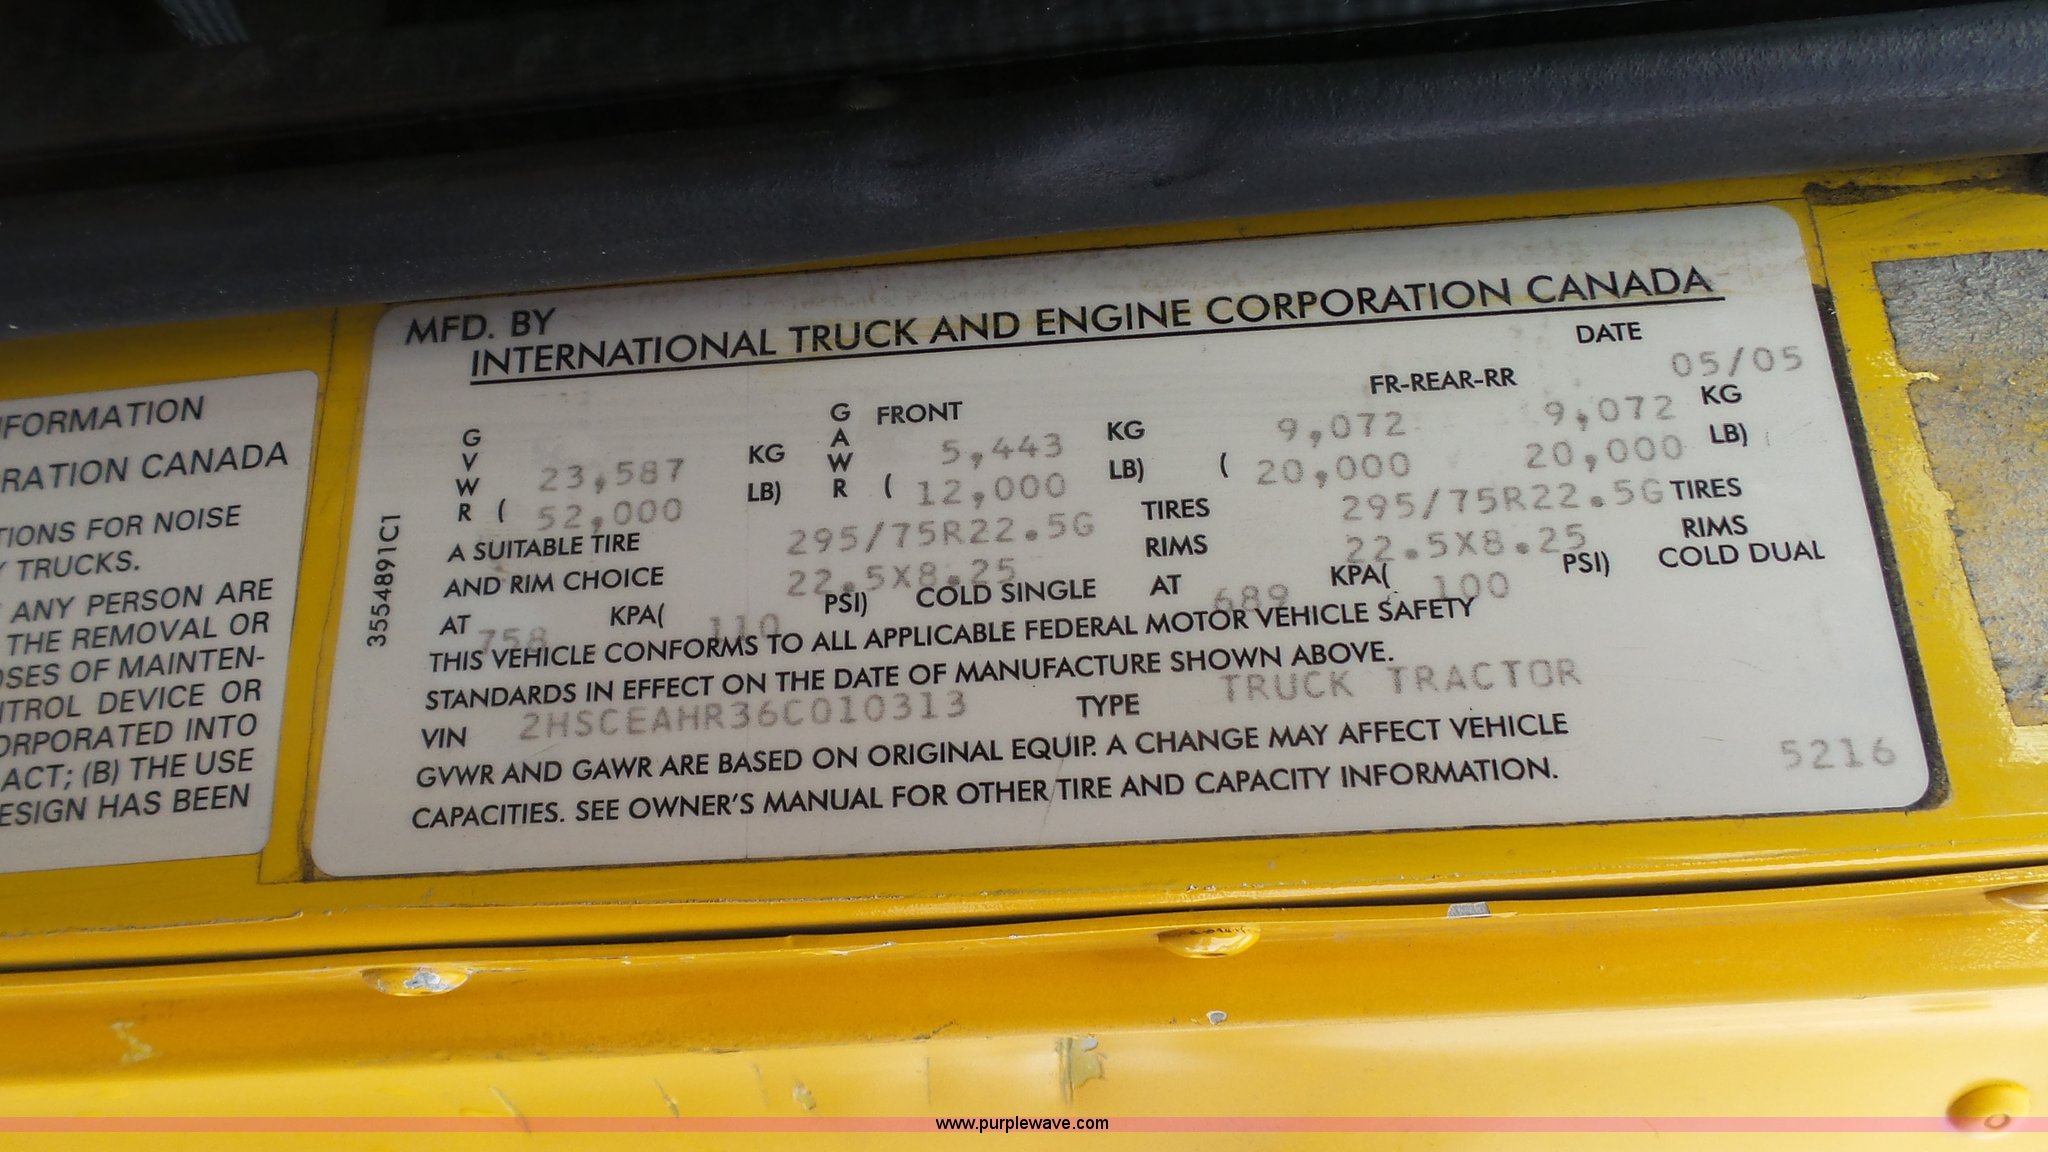 NFORMATION
RATION CANADA
TIONS FOR NOISE
Y TRUCKS.
ANY PERSON ARE
THE REMOVAL OR
OSES OF MAINTEN-
NTROL DEVICE OR
ORPORATED INTO
ACT; (B) THE USE
ESIGN HAS BEEN
3554891C1
MFD. BY
INTERNATIONAL TRUCK AND ENGINE CORPORATION CANADA
DATE
05/05
GVWR 23,587 KG
(52,000 LB)
GAWR FRONT 5,443 KG
(12,000 LB)
FR-REAR-RR
9,072 9,072 KG
(20,000 20,000 LB)
A SUITABLE TIRE 295/75R22.5G TIRES 295/75R22.5G TIRES
AND RIM CHOICE 22.5X8.25 RIMS 22.5X8.25 RIMS
AT 758 KPA( 110 PSI) COLD SINGLE AT 689 KPA( 100 PSI) COLD DUAL
THIS VEHICLE CONFORMS TO ALL APPLICABLE FEDERAL MOTOR VEHICLE SAFETY
STANDARDS IN EFFECT ON THE DATE OF MANUFACTURE SHOWN ABOVE.
VIN 2HSCEAHR36C010313 TYPE TRUCK TRACTOR
GVWR AND GAWR ARE BASED ON ORIGINAL EQUIP. A CHANGE MAY AFFECT VEHICLE
CAPACITIES. SEE OWNER'S MANUAL FOR OTHER TIRE AND CAPACITY INFORMATION.
5216
www.purplewave.com